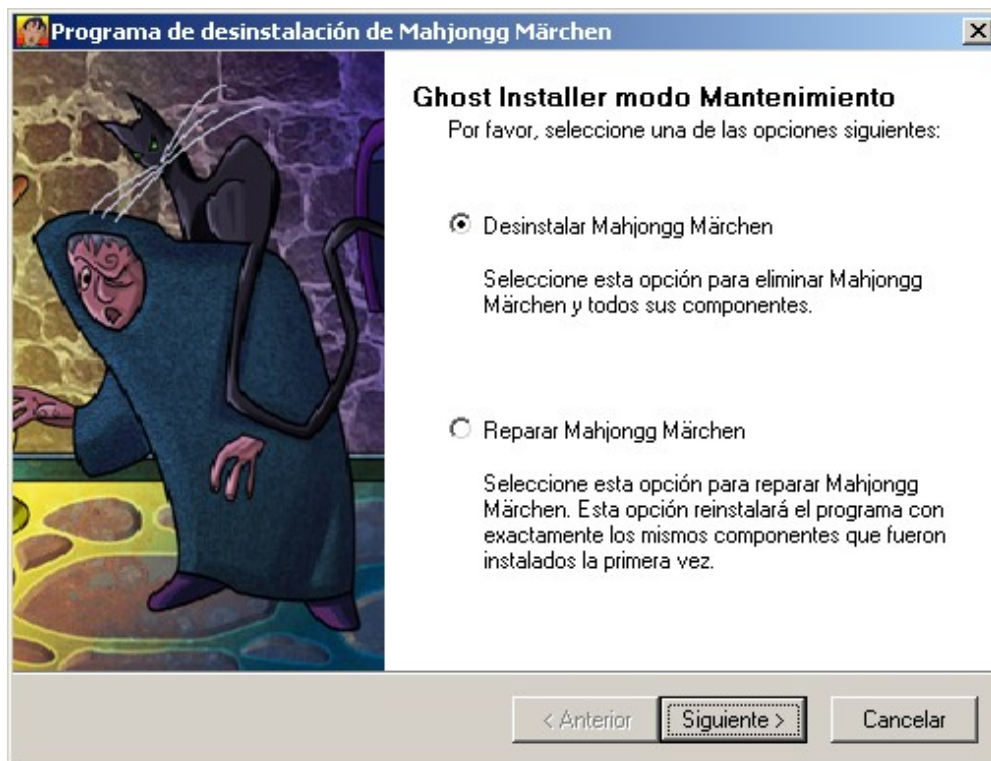 Programa de desinstalación de Mahjongg Märchen
Ghost Installer modo Mantenimiento
Por favor, seleccione una de las opciones siguientes:
Desinstalar Mahjongg Märchen
Seleccione esta opción para eliminar Mahjongg
Märchen y todos sus componentes.
Reparar Mahjongg Märchen
Seleccione esta opción para reparar Mahjongg
Märchen. Esta opción reinstalará el programa con
exactamente los mismos componentes que fueron
instalados la primera vez.
< Anterior
Siguiente >
Cancelar